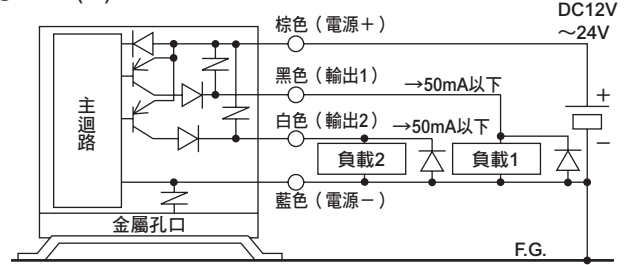 DC12V
～24V
棕色（電源＋）
黑色（輸出1）
→50mA以下
白色（輸出2）
→50mA以下
主迴路
負載2
負載1
＋
－
藍色（電源－）
金屬孔口
F.G.